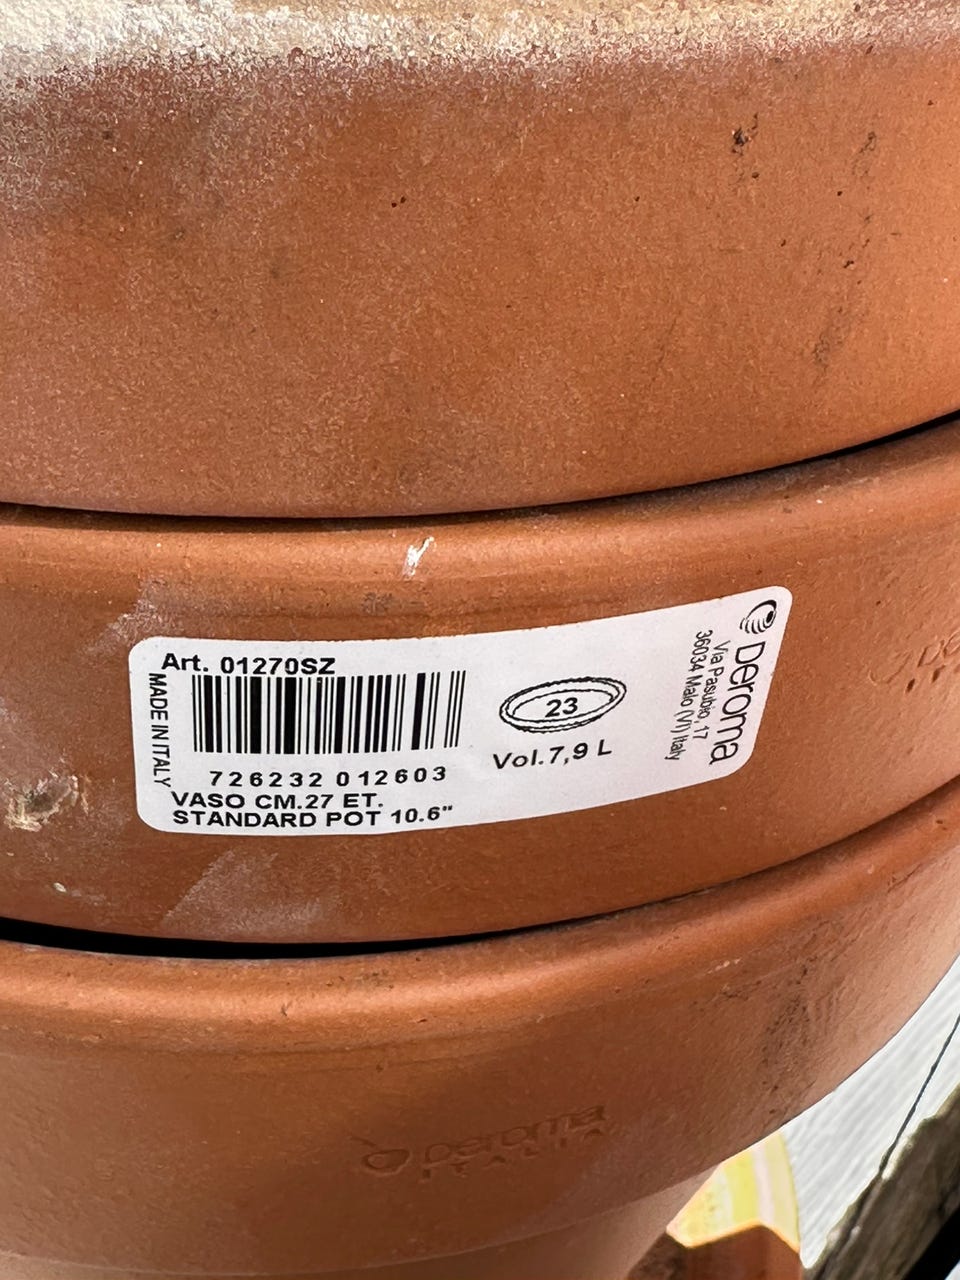 Art. 01270SZ
MADE IN ITALY
726232 012603
VASO CM.27 ET.
STANDARD POT 10.6"
23
Vol.7,9 L
Deroma
Via Pasubio, 17
36034 Malo (VI) Italy
Deroma